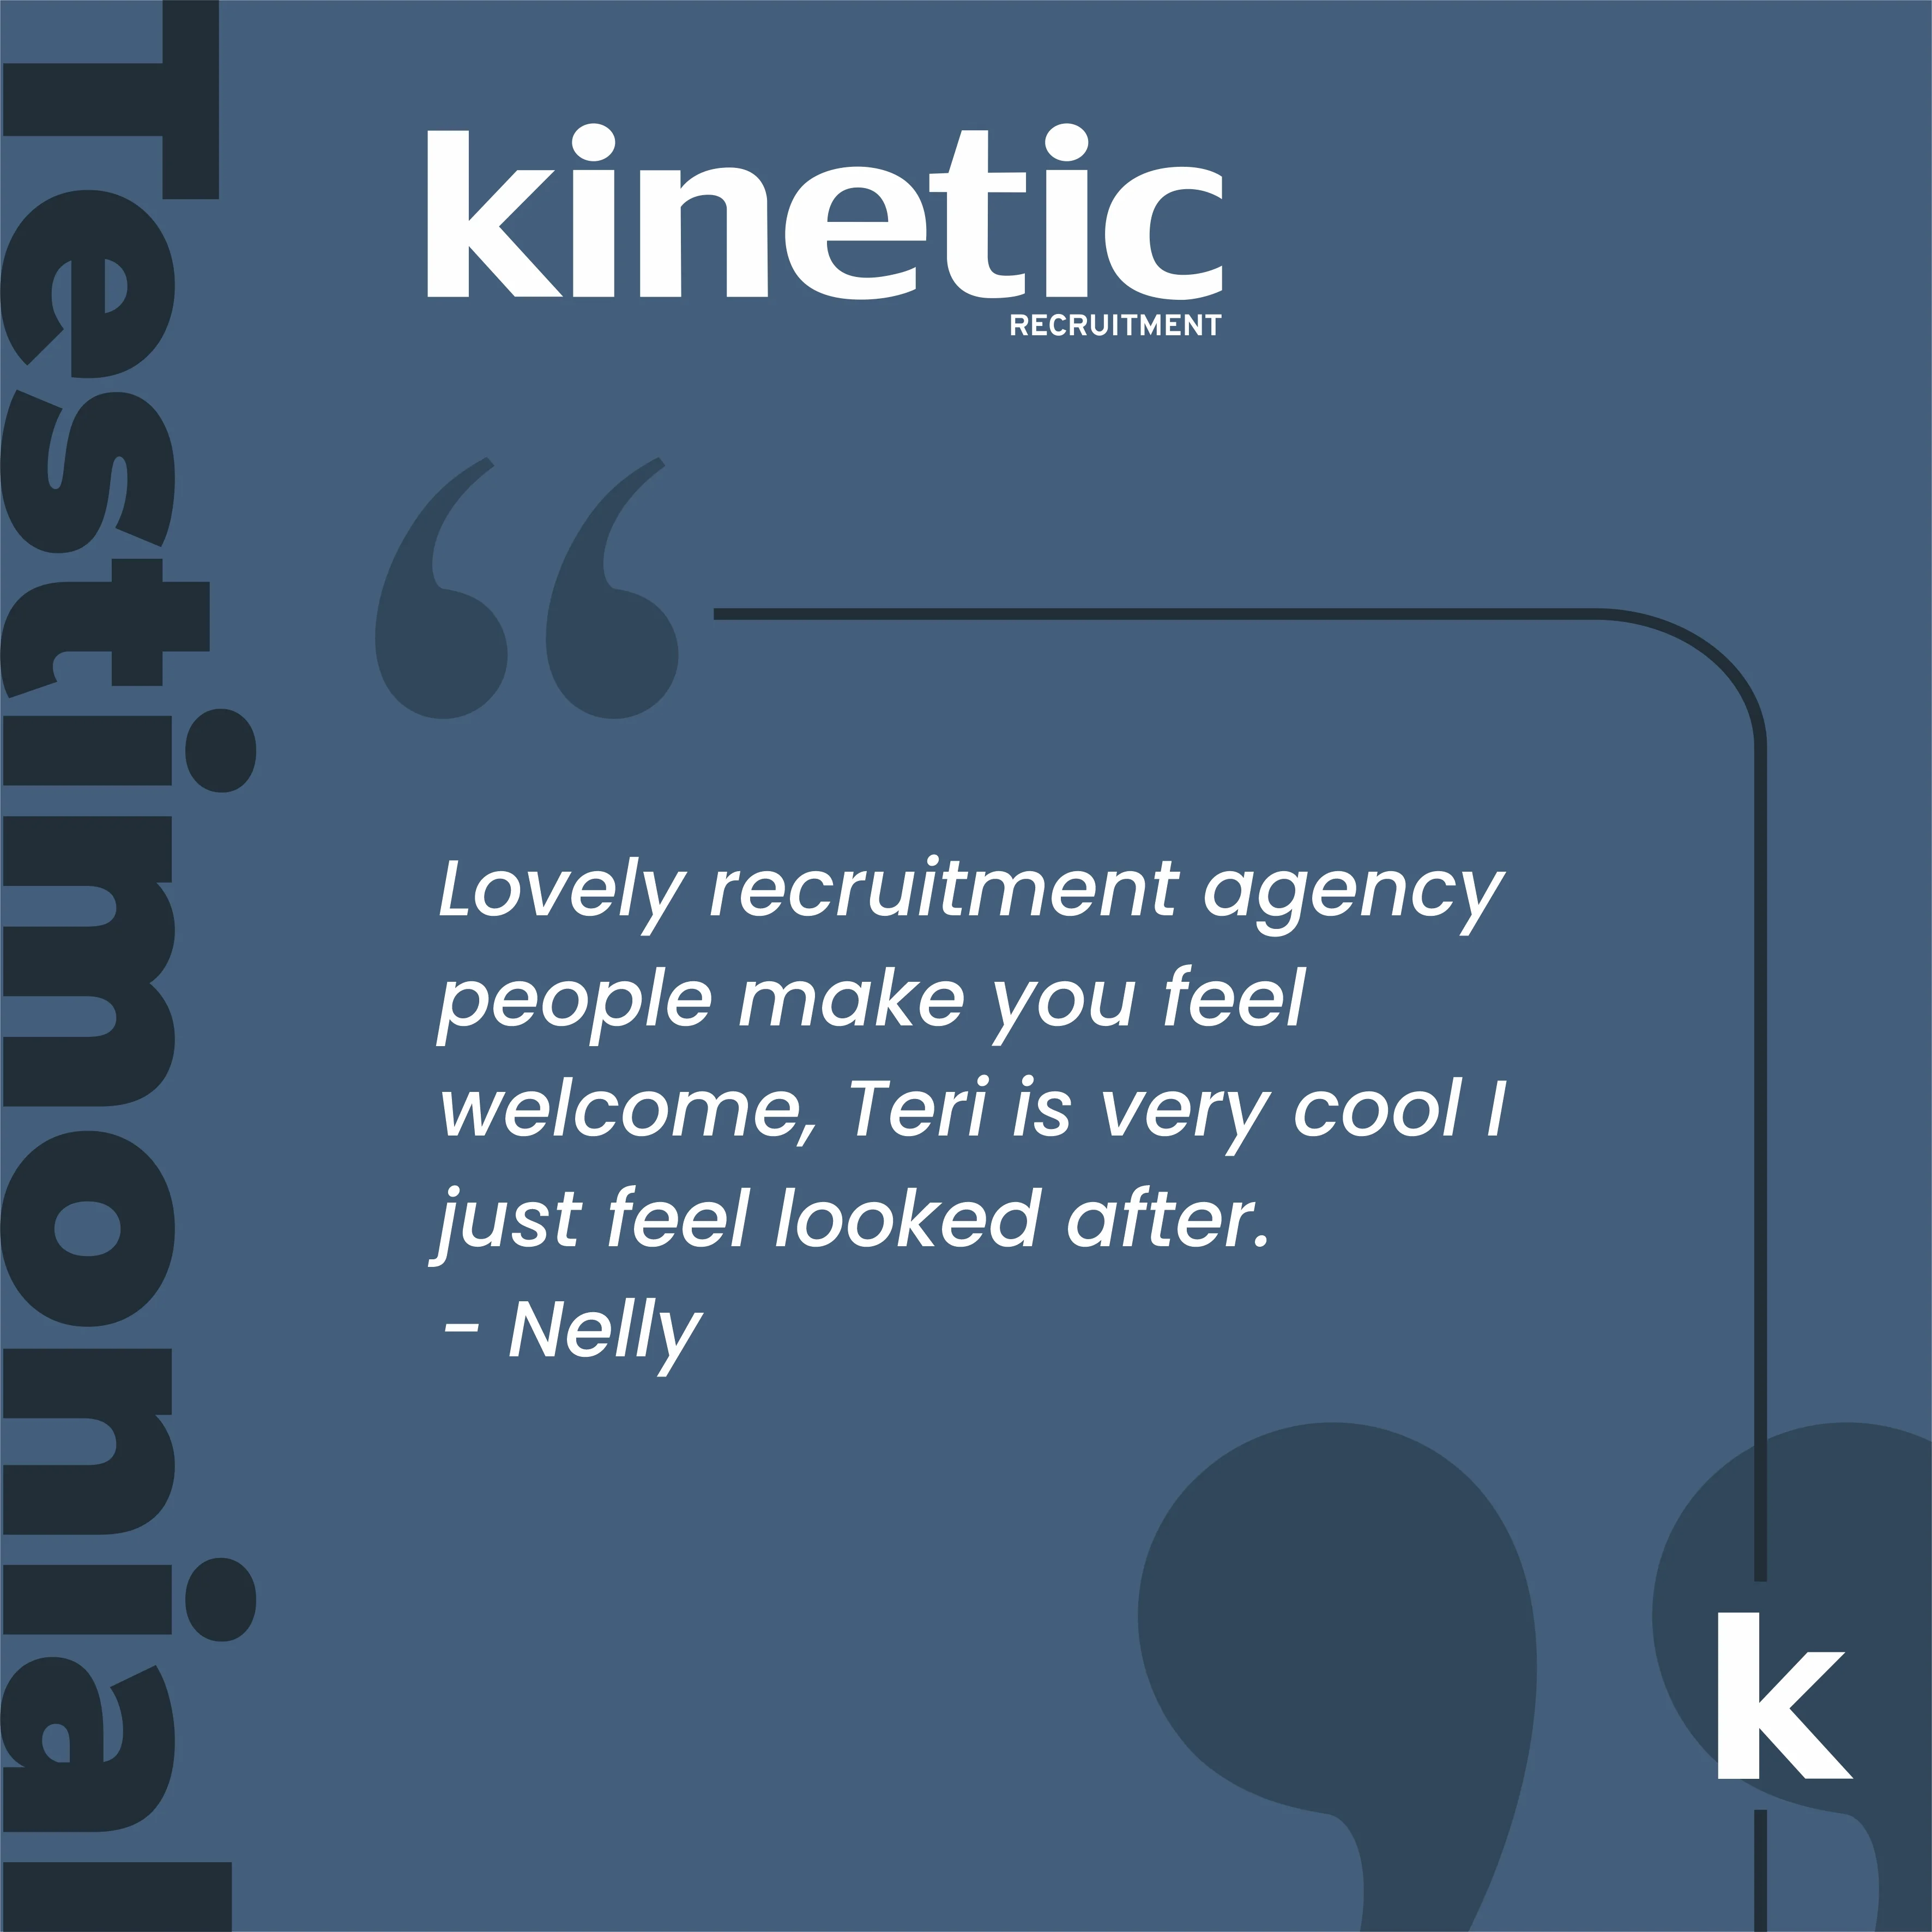 Testimonial
kinetic
RECRUITMENT
“
Lovely recruitment agency
people make you feel
welcome, Teri is very cool I
just feel looked after.
– Nelly
”
k